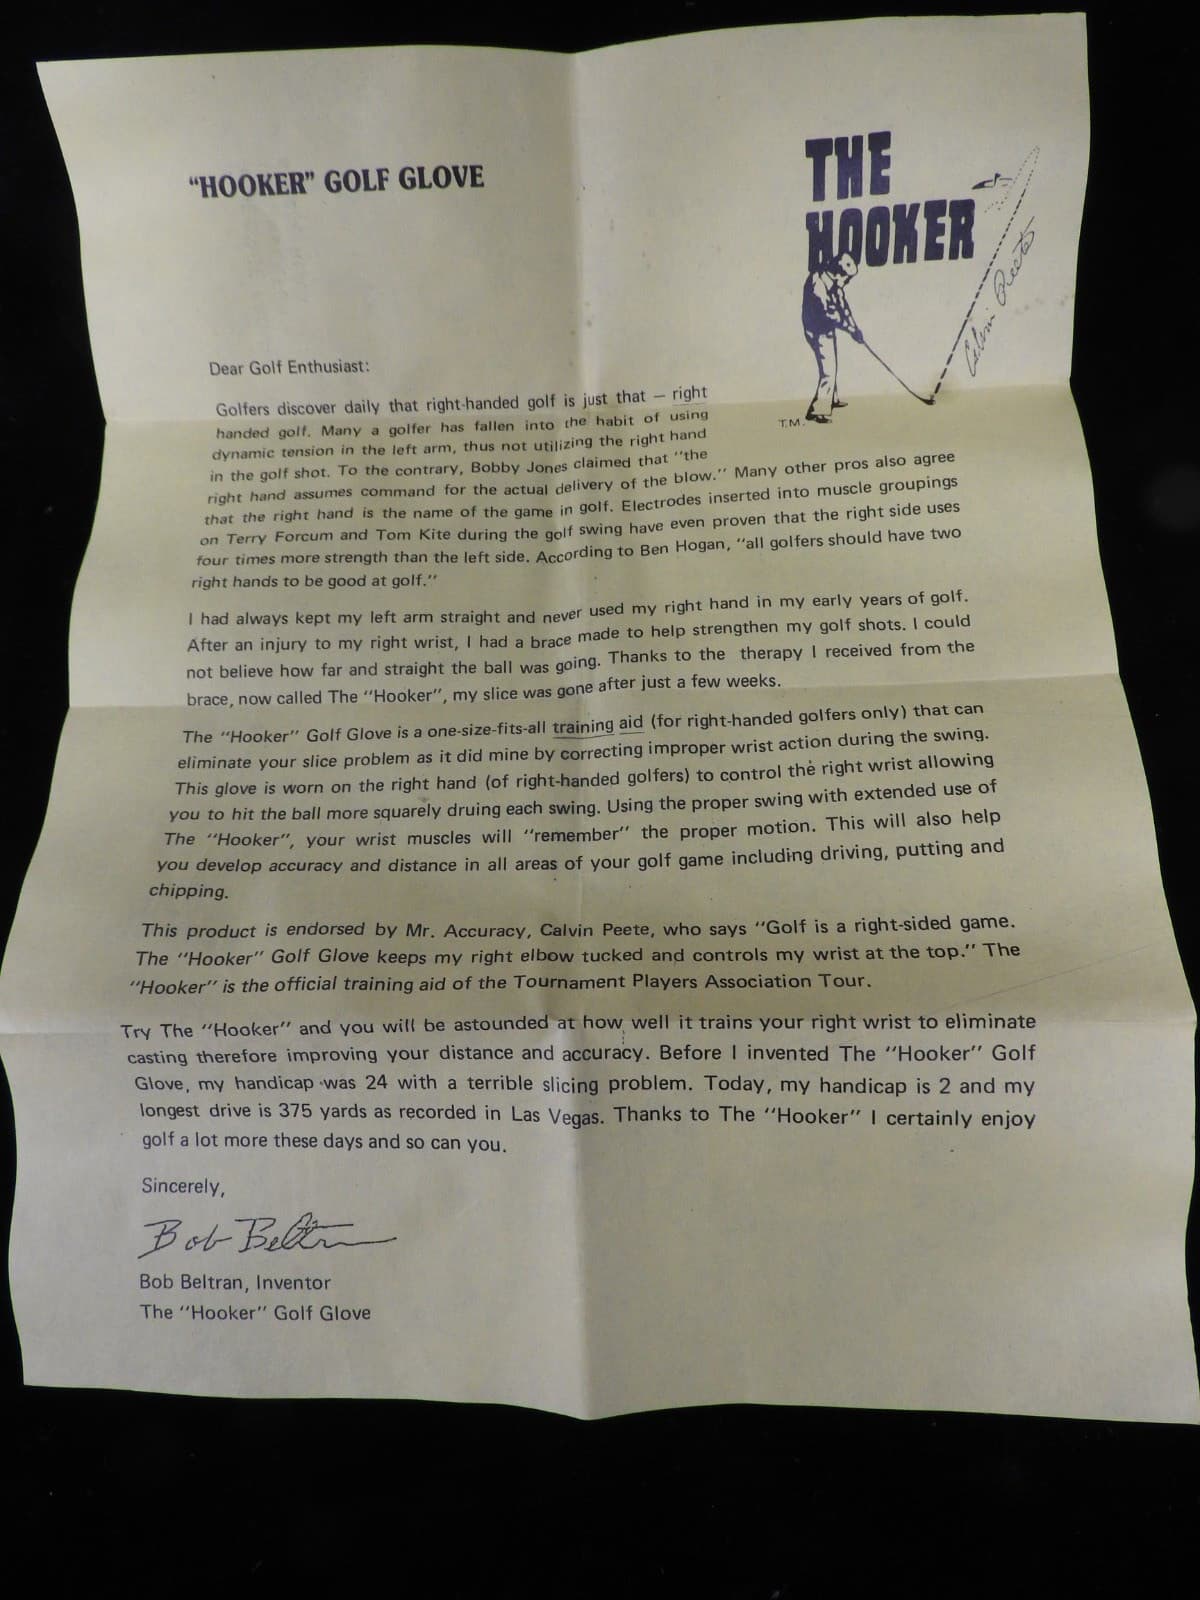 "HOOKER" GOLF GLOVE
THE
HOOKER
Calvin Peete
T.M.
Dear Golf Enthusiast:
Golfers discover daily that right-handed golf is just that — right
handed golf. Many a golfer has fallen into the habit of using
dynamic tension in the left arm, thus not utilizing the right hand
in the golf shot. To the contrary, Bobby Jones claimed that "the
right hand assumes command for the actual delivery of the blow." Many other pros also agree
that the right hand is the name of the game in golf. Electrodes inserted into muscle groupings
on Terry Forcum and Tom Kite during the golf swing have even proven that the right side uses
four times more strength than the left side. According to Ben Hogan, "all golfers should have two
right hands to be good at golf."
I had always kept my left arm straight and never used my right hand in my early years of golf.
After an injury to my right wrist, I had a brace made to help strengthen my golf shots. I could
not believe how far and straight the ball was going. Thanks to the therapy I received from the
brace, now called The "Hooker", my slice was gone after just a few weeks.
The "Hooker" Golf Glove is a one-size-fits-all training aid (for right-handed golfers only) that can
eliminate your slice problem as it did mine by correcting improper wrist action during the swing.
This glove is worn on the right hand (of right-handed golfers) to control the right wrist allowing
you to hit the ball more squarely druing each swing. Using the proper swing with extended use of
The "Hooker", your wrist muscles will "remember" the proper motion. This will also help
you develop accuracy and distance in all areas of your golf game including driving, putting and
chipping.
This product is endorsed by Mr. Accuracy, Calvin Peete, who says "Golf is a right-sided game.
The "Hooker" Golf Glove keeps my right elbow tucked and controls my wrist at the top." The
"Hooker" is the official training aid of the Tournament Players Association Tour.
Try The "Hooker" and you will be astounded at how well it trains your right wrist to eliminate
casting therefore improving your distance and accuracy. Before I invented The "Hooker" Golf
Glove, my handicap was 24 with a terrible slicing problem. Today, my handicap is 2 and my
longest drive is 375 yards as recorded in Las Vegas. Thanks to The "Hooker" I certainly enjoy
golf a lot more these days and so can you.
Sincerely,
Bob Beltran
Bob Beltran, Inventor
The "Hooker" Golf Glove